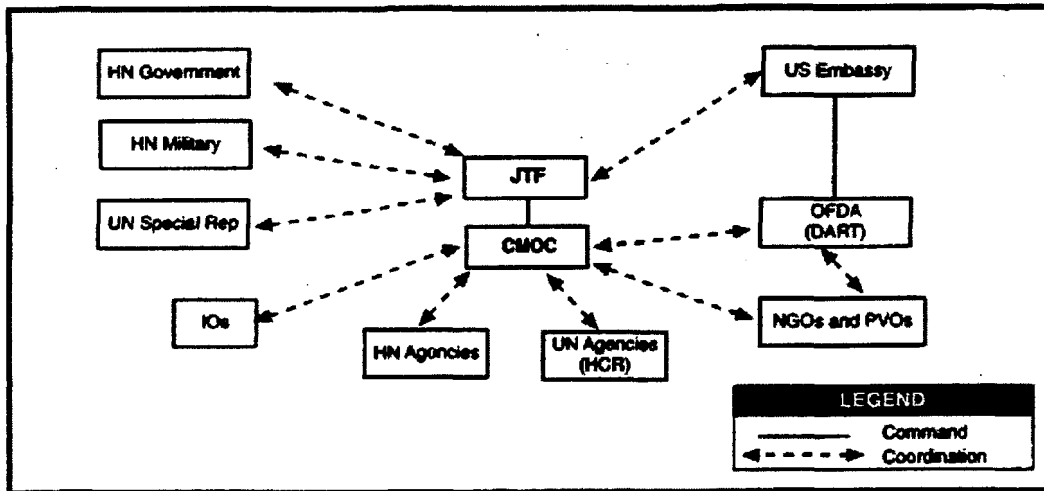 HN Government
US Embassy
HN Military
JTF
UN Special Rep
OFDA
(DART)
CMOC
IOs
NGOs and PVOs
HN Agencies
UN Agencies
(HCR)
LEGEND
Command
Coordination